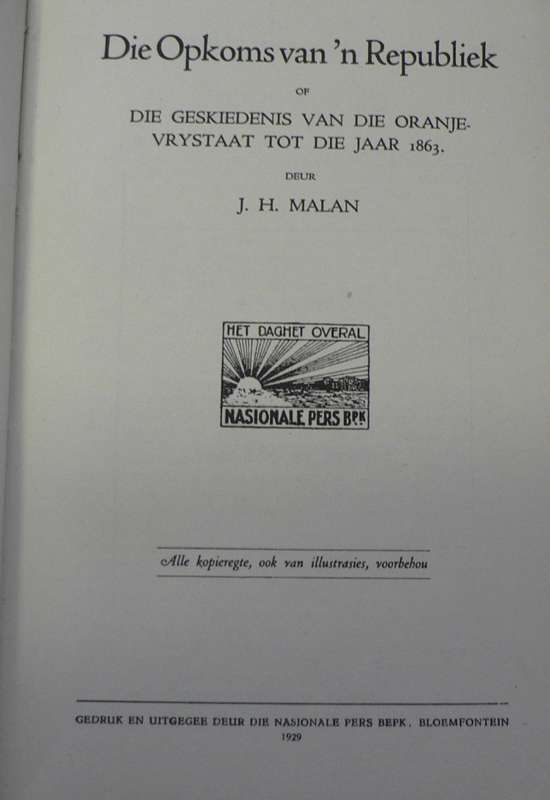 Die Opkoms van 'n Republiek
OF
DIE GESKIEDENIS VAN DIE ORANJE-
VRYSTAAT TOT DIE JAAR 1863.
DEUR
J. H. MALAN
HET DAGHET OVERAL
NASIONALE PERS BPK
Alle kopieregte, ook van illustrasies, voorbehou
GEDRUK EN UITGEGEE DEUR DIE NASIONALE PERS BEPK. BLOEMFONTEIN
1929